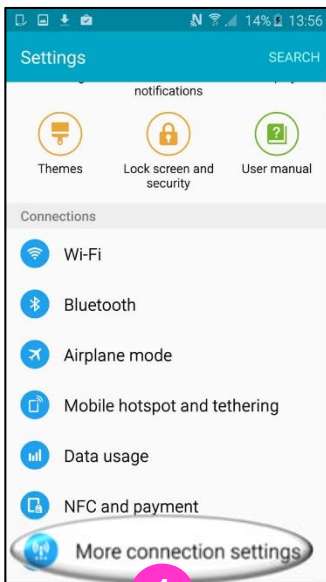 14% 13:56
Settings
SEARCH
notifications
Themes
Lock screen and
security
User manual
Connections
Wi-Fi
Bluetooth
Airplane mode
Mobile hotspot and tethering
Data usage
NFC and payment
More connection settings